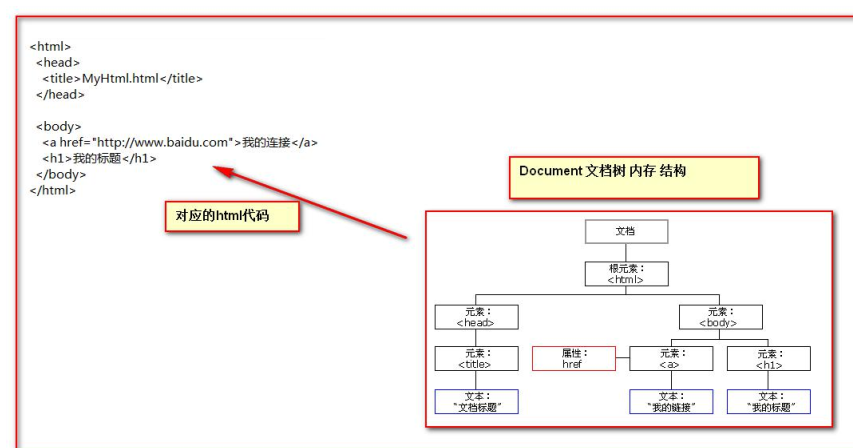 <html>
<head>
<title>MyHtml.html</title>
</head>
<body>
<a href="http://www.baidu.com">我的连接</a>
<h1>我的标题</h1>
</body>
</html>
对应的html代码
Document 文档树 内存 结构
文档
根元素：
<html>
元素：
<head>
元素：
<body>
元素：
<title>
属性：
href
元素：
<a>
元素：
<h1>
文本：
“文档标题”
文本：
“我的链接”
文本：
“我的标题”